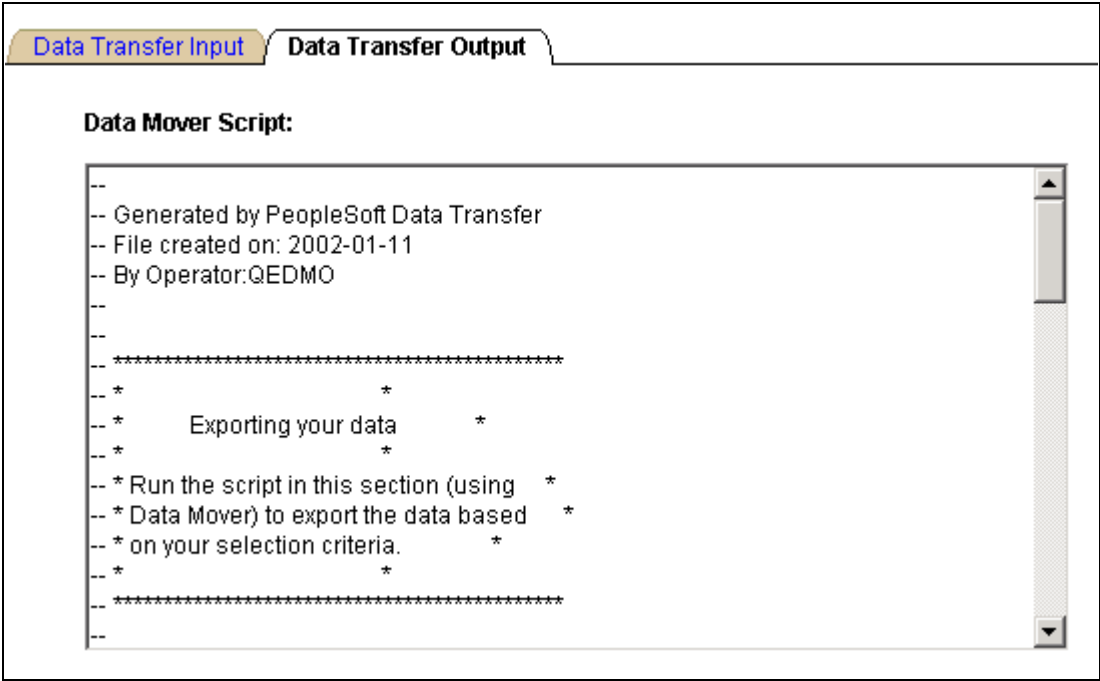 Data Transfer Input
Data Transfer Output
Data Mover Script:
--
-- Generated by PeopleSoft Data Transfer
-- File created on: 2002-01-11
-- By Operator:QEDMO
--
--
-- *********************************************
-- * *
-- * Exporting your data *
-- * *
-- * Run the script in this section (using *
-- * Data Mover) to export the data based *
-- * on your selection criteria. *
-- * *
-- *********************************************
--